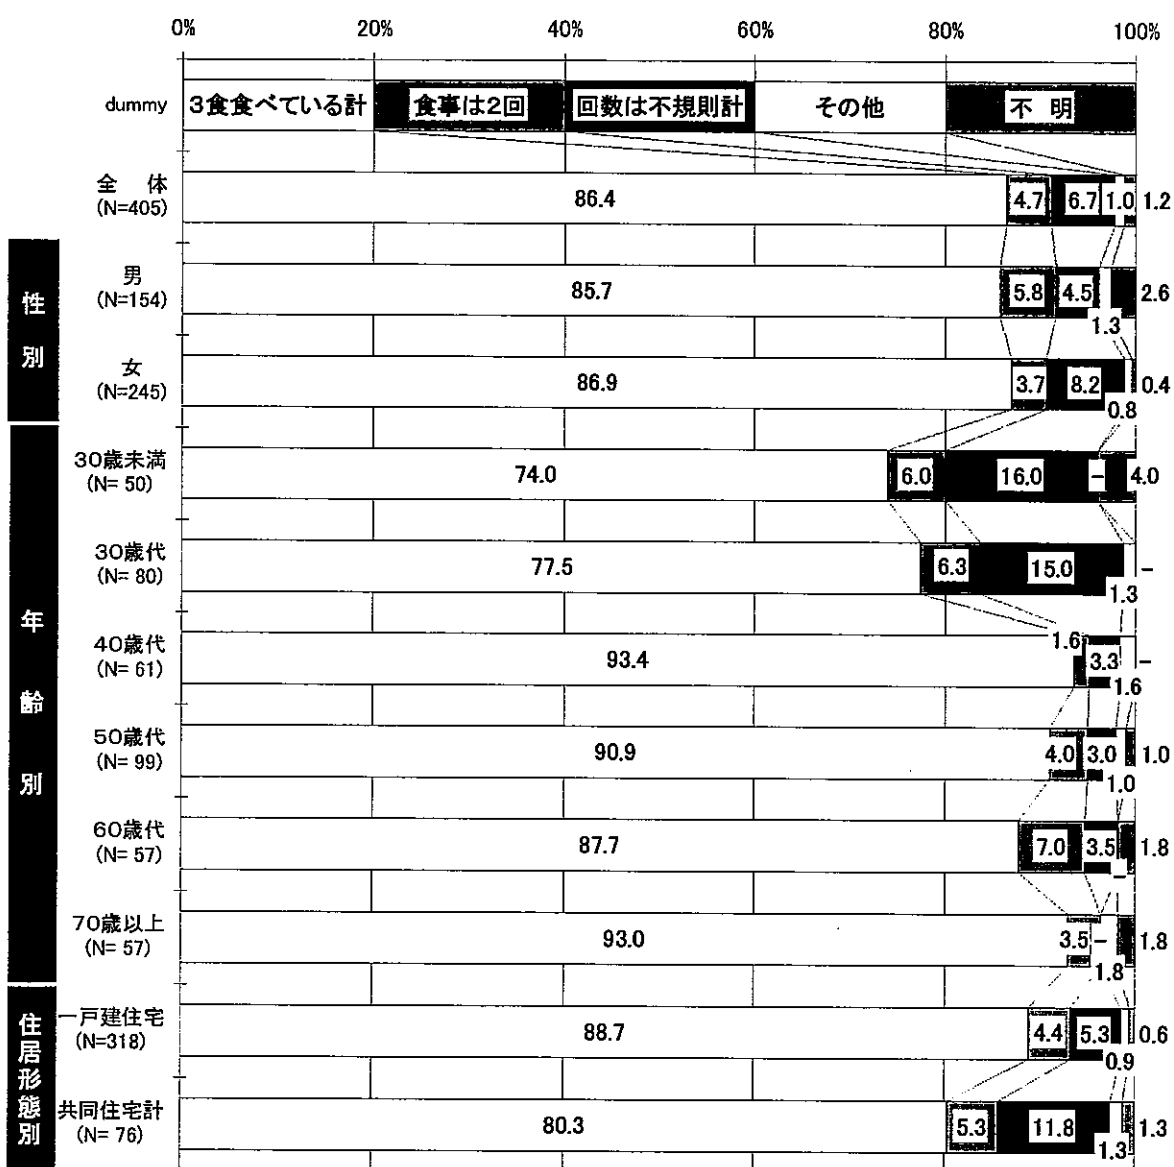 0% 20% 40% 60% 80% 100%
dummy 3食食べている計 食事は2回 回数は不規則計 その他 不 明
全 体
(N=405)
86.4 4.7 6.7 1.0 1.2
性別
男
(N=154)
85.7 5.8 4.5 1.3 2.6
女
(N=245)
86.9 3.7 8.2 0.8 0.4
年齢別
30歳未満
(N= 50)
74.0 6.0 16.0 - 4.0
30歳代
(N= 80)
77.5 6.3 15.0 1.3 -
40歳代
(N= 61)
93.4 1.6 3.3 1.6 -
50歳代
(N= 99)
90.9 4.0 3.0 1.0 1.0
60歳代
(N= 57)
87.7 7.0 3.5 - 1.8
70歳以上
(N= 57)
93.0 3.5 - 1.8 1.8
住居形態別
一戸建住宅
(N=318)
88.7 4.4 5.3 0.9 0.6
共同住宅計
(N= 76)
80.3 5.3 11.8 1.3 1.3